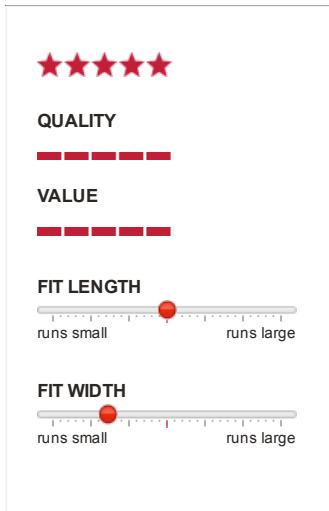 QUALITY
VALUE
FIT LENGTH
runs small runs large
FIT WIDTH
runs small runs large